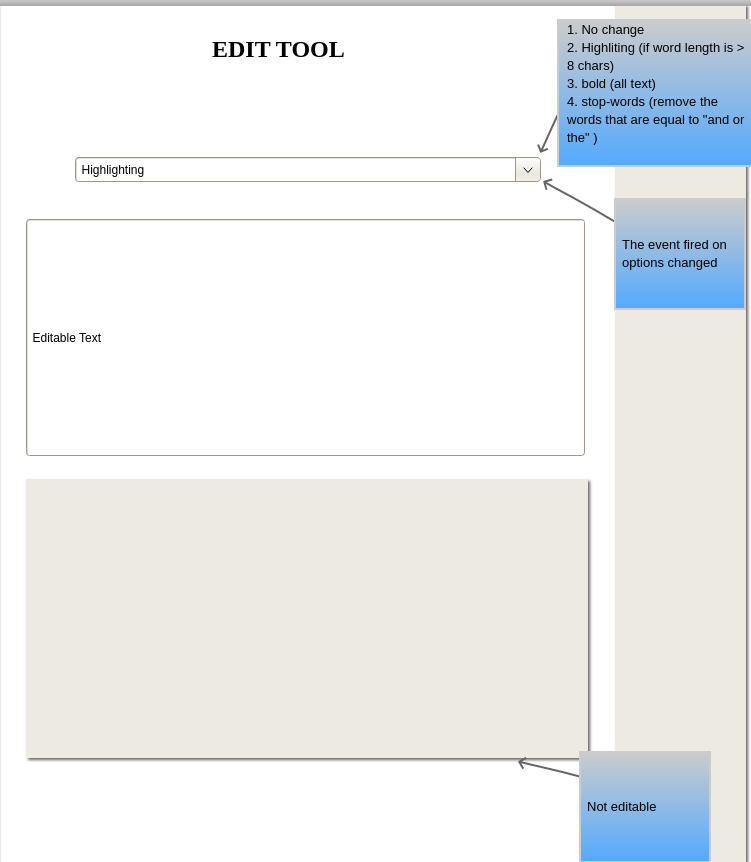 EDIT TOOL
1. No change
2. Highliting (if word length is >
8 chars)
3. bold (all text)
4. stop-words (remove the
words that are equal to "and or
the" )
Highlighting
The event fired on
options changed
Editable Text
Not editable